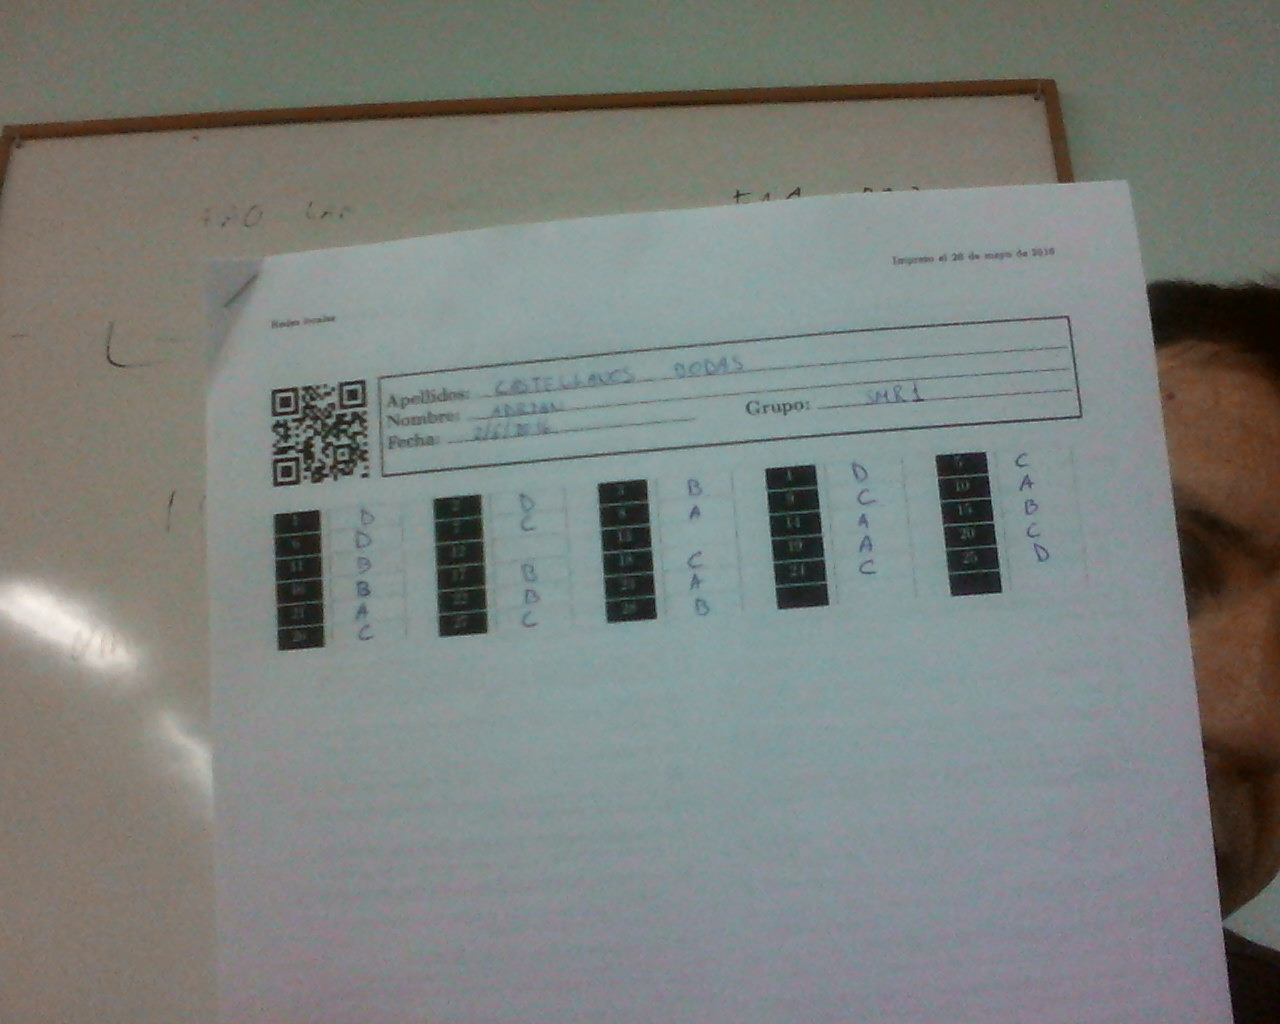 Impreso el 26 de mayo de 2016
Redes locales
Apellidos: CASTELLANOS BODAS
Nombre: ADRIAN
Grupo: SMR1
Fecha: 2/6/2016
1 D 2 D 3 B 4 D 5 C
6 D 7 C 8 A 9 C 10 A
11 B 12 13 14 A 15 B
16 B 17 B 18 C 19 A 20 C
21 A 22 B 23 A 24 C 25 D
26 C 27 C 28 B